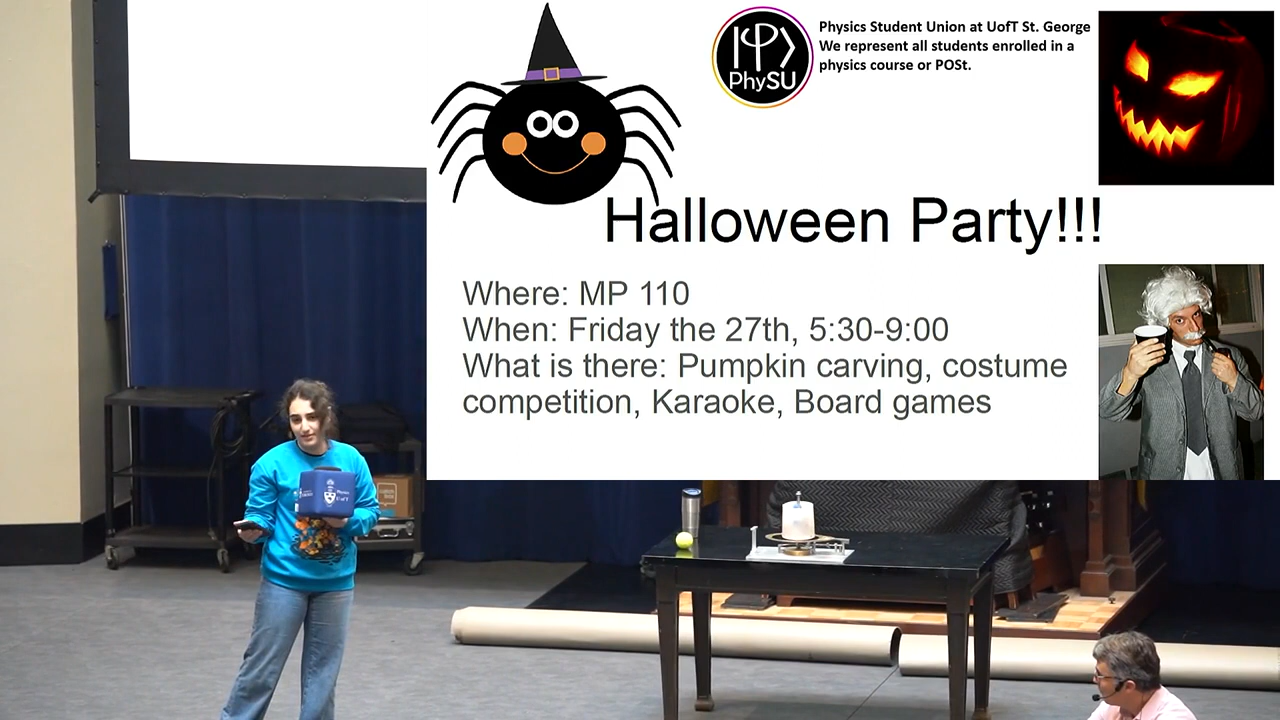 |Ψ⟩
PhySU
Physics Student Union at UofT St. George
We represent all students enrolled in a
physics course or POSt.
Halloween Party!!!
Where: MP 110
When: Friday the 27th, 5:30-9:00
What is there: Pumpkin carving, costume
competition, Karaoke, Board games
Physics
U of T